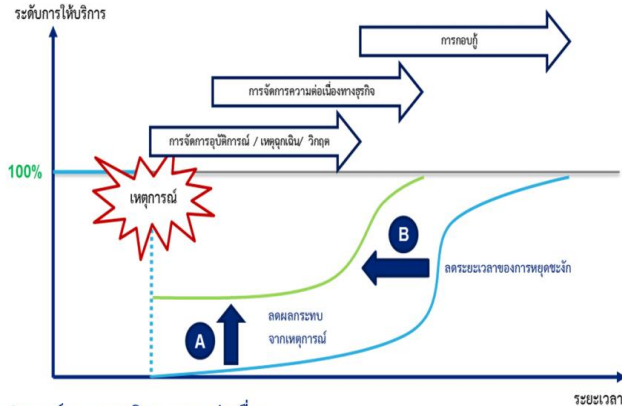 ระดับการให้บริการ
การกอบกู้
การจัดการความต่อเนื่องทางธุรกิจ
การจัดการอุบัติการณ์ / เหตุฉุกเฉิน/ วิกฤต
100%
เหตุการณ์
B
ลดระยะเวลาของการหยุดชะงัก
ลดผลกระทบ
A
จากเหตุการณ์
ระยะเวลา